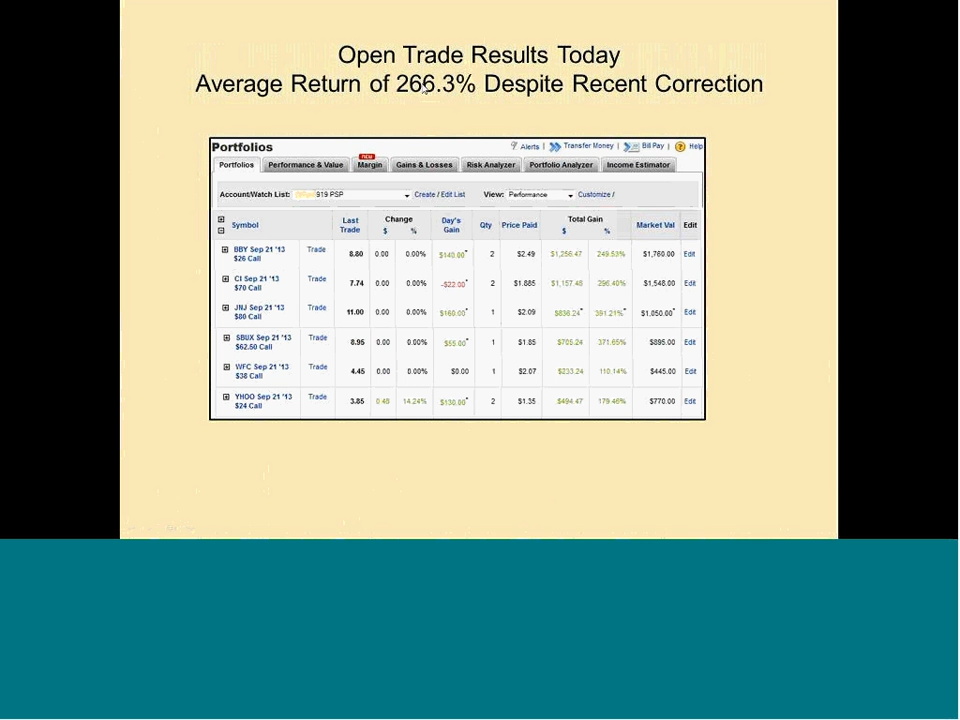 Open Trade Results Today
Average Return of 266.3% Despite Recent Correction
Portfolios
Alerts | Transfer Money | Bill Pay | Help
new
Portfolios Performance & Value Margin Gains & Losses Risk Analyzer Portfolio Analyzer Income Estimator
Account/Watch List: 919 PSP Create / Edit List View: Performance Customize /
Symbol Last Trade Change $ % Day's Gain Qty Price Paid Total Gain $ % Market Val Edit
BBY Sep 21 '13 $26 Call Trade 8.80 0.00 0.00% $140.00* 2 $2.49 $1,256.47 249.53% $1,760.00 Edit
CI Sep 21 '13 $70 Call Trade 7.74 0.00 0.00% -$22.00* 2 $1.885 $1,157.46 296.40% $1,548.00 Edit
JNJ Sep 21 '13 $80 Call Trade 11.00 0.00 0.00% $160.00* 1 $2.09 $836.24* 391.21%* $1,050.00* Edit
SBUX Sep 21 '13 $62.50 Call Trade 8.95 0.00 0.00% $55.00* 1 $1.85 $705.24 371.65% $895.00 Edit
WFC Sep 21 '13 $38 Call Trade 4.45 0.00 0.00% $0.00 1 $2.07 $233.24 110.14% $445.00 Edit
YHOO Sep 21 '13 $24 Call Trade 3.85 0.48 14.24% $130.00* 2 $1.35 $494.47 179.46% $770.00 Edit